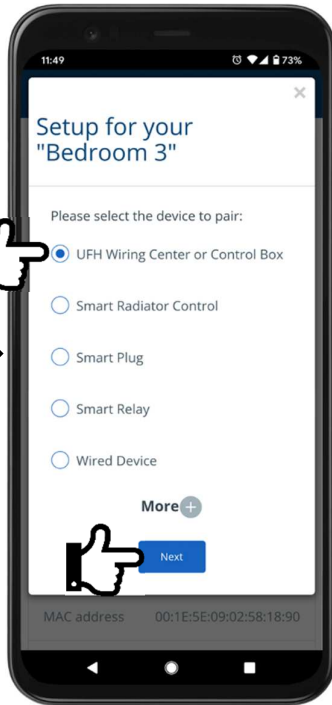 11:49
73%
Setup for your
"Bedroom 3"
Please select the device to pair:
UFH Wiring Center or Control Box
Smart Radiator Control
Smart Plug
Smart Relay
Wired Device
More
Next
MAC address 00:1E:5E:09:02:58:18:90